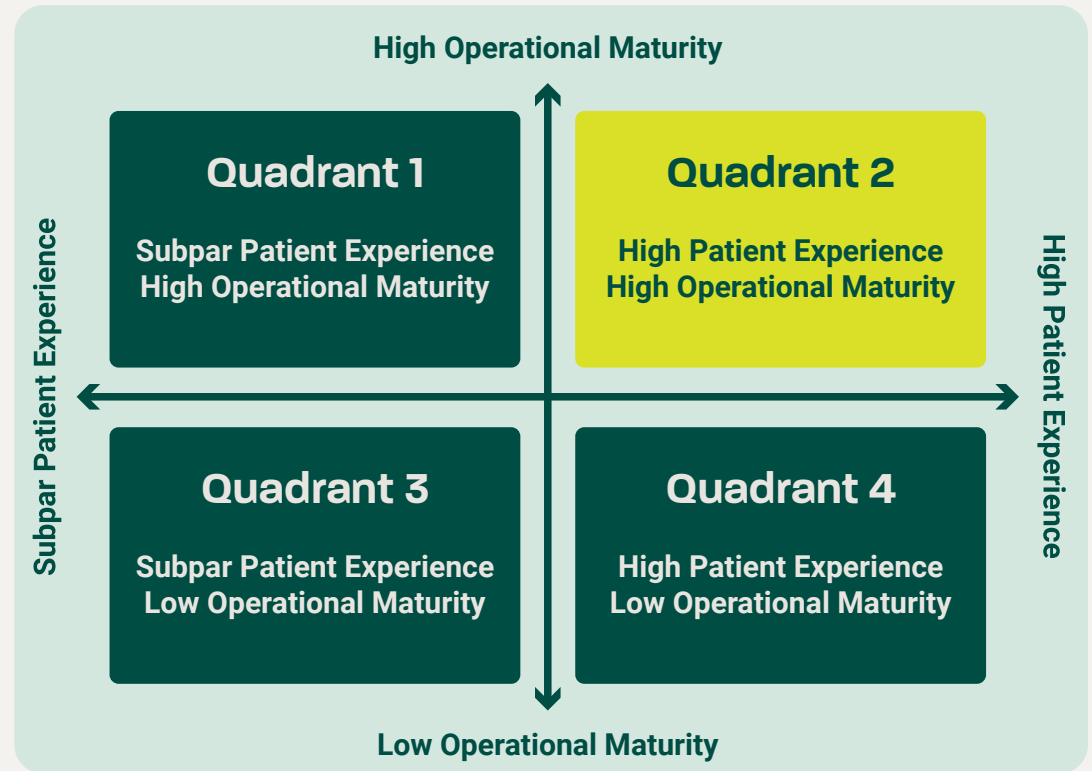 High Operational Maturity
Quadrant 1
Subpar Patient Experience
High Operational Maturity
Quadrant 2
High Patient Experience
High Operational Maturity
Subpar Patient Experience
High Patient Experience
Quadrant 3
Subpar Patient Experience
Low Operational Maturity
Quadrant 4
High Patient Experience
Low Operational Maturity
Low Operational Maturity